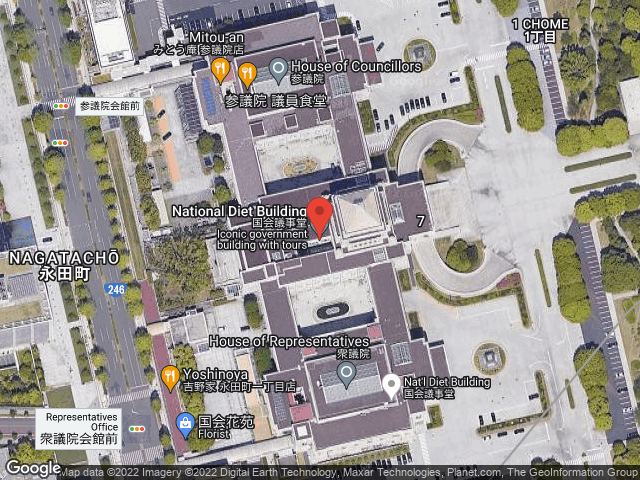 1 CHOME
1丁目
Mitou-an
みとう庵 参議院店
House of Councillors
参議院
参議院会館前
参議院 議員食堂
National Diet Building
国会議事堂
Iconic government
building with tours
7
NAGATACHŌ
永田町
246
House of Representatives
衆議院
Yoshinoya
吉野家 永田町一丁目店
Nat'l Diet Building
国会議事堂
Representatives
Office
衆議院会館前
国会花苑
Florist
Google
Map data ©2022 Imagery ©2022 Digital Earth Technology, Maxar Technologies, Planet.com, The GeoInformation Group